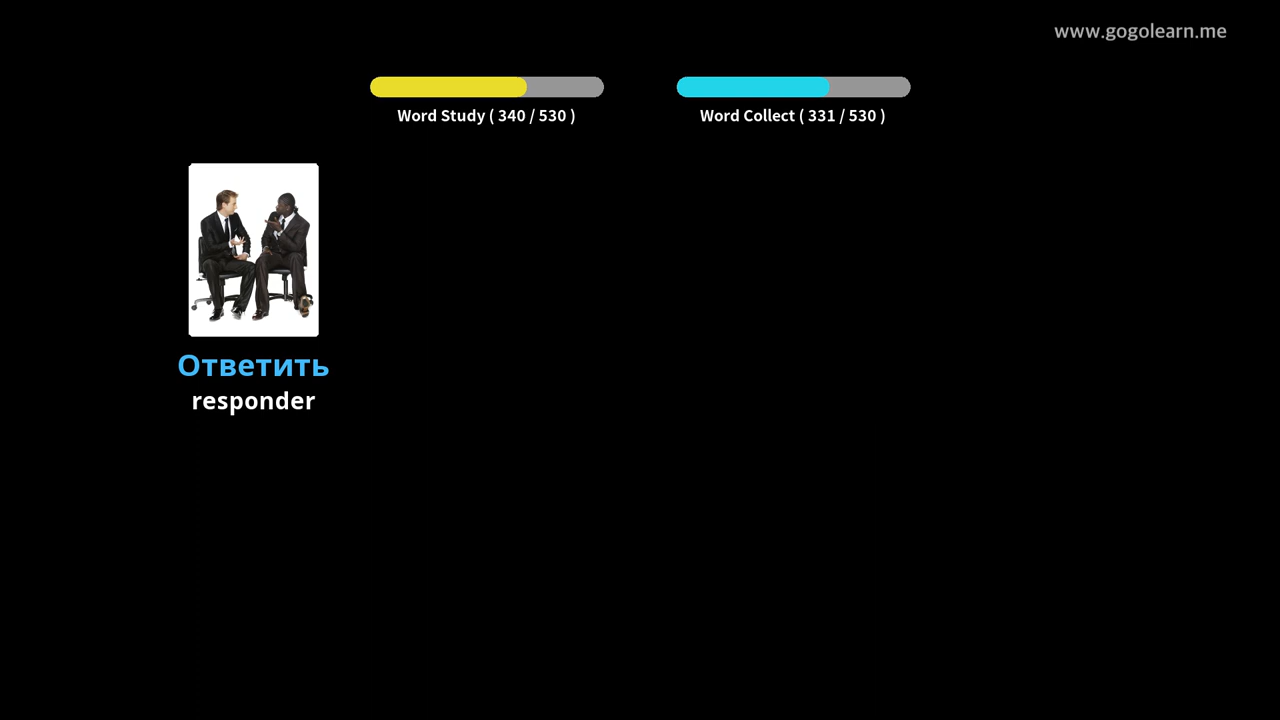 www.gogolearn.me
Word Study ( 340 / 530 )
Word Collect ( 331 / 530 )
Ответить
responder